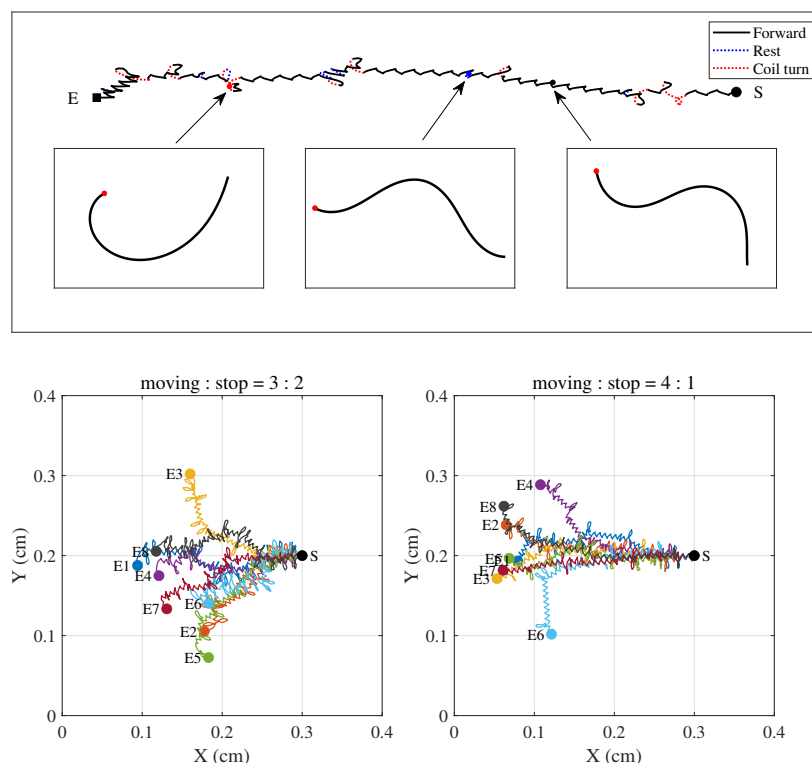 Forward
Rest
Coil turn
E
S
moving : stop = 3 : 2
moving : stop = 4 : 1
0.4
0.3
0.2
0.1
0
Y (cm)
E3
E8
E1
E4
E7
E6
E2
E5
S
0 0.1 0.2 0.3 0.4
X (cm)
0.4
0.3
0.2
0.1
0
Y (cm)
E4
E8
E2
E5
E1
E7
E3
E6
S
0 0.1 0.2 0.3 0.4
X (cm)